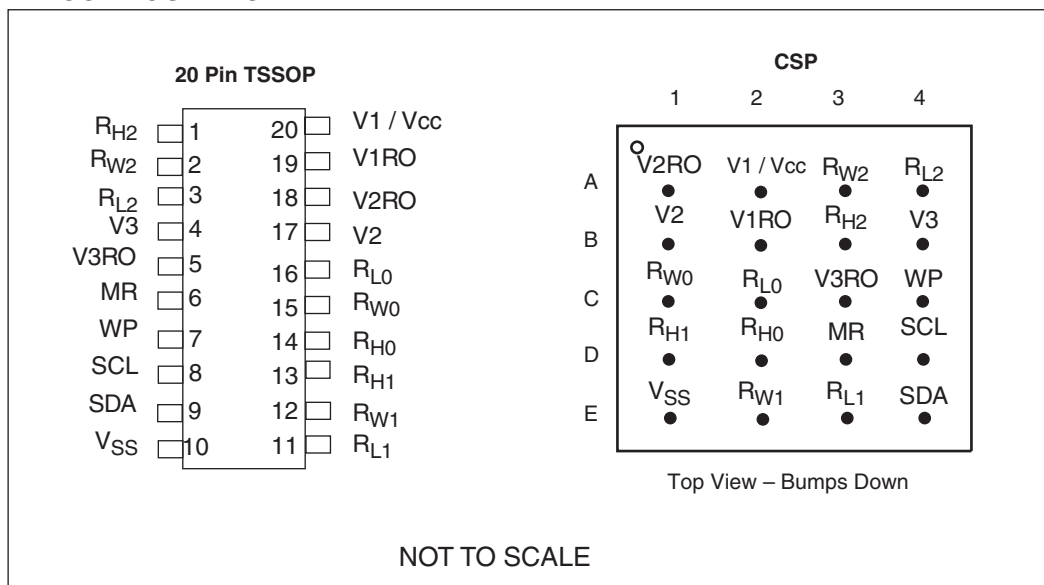 20 Pin TSSOP
RH2 1 20 V1 / Vcc
RW2 2 19 V1RO
RL2 3 18 V2RO
V3 4 17 V2
V3RO 5 16 RL0
MR 6 15 RW0
WP 7 14 RH0
SCL 8 13 RH1
SDA 9 12 RW1
VSS 10 11 RL1
CSP
1 2 3 4
A V2RO V1 / Vcc RW2 RL2
B V2 V1RO RH2 V3
C RW0 RL0 V3RO WP
D RH1 RH0 MR SCL
E VSS RW1 RL1 SDA
Top View – Bumps Down
NOT TO SCALE